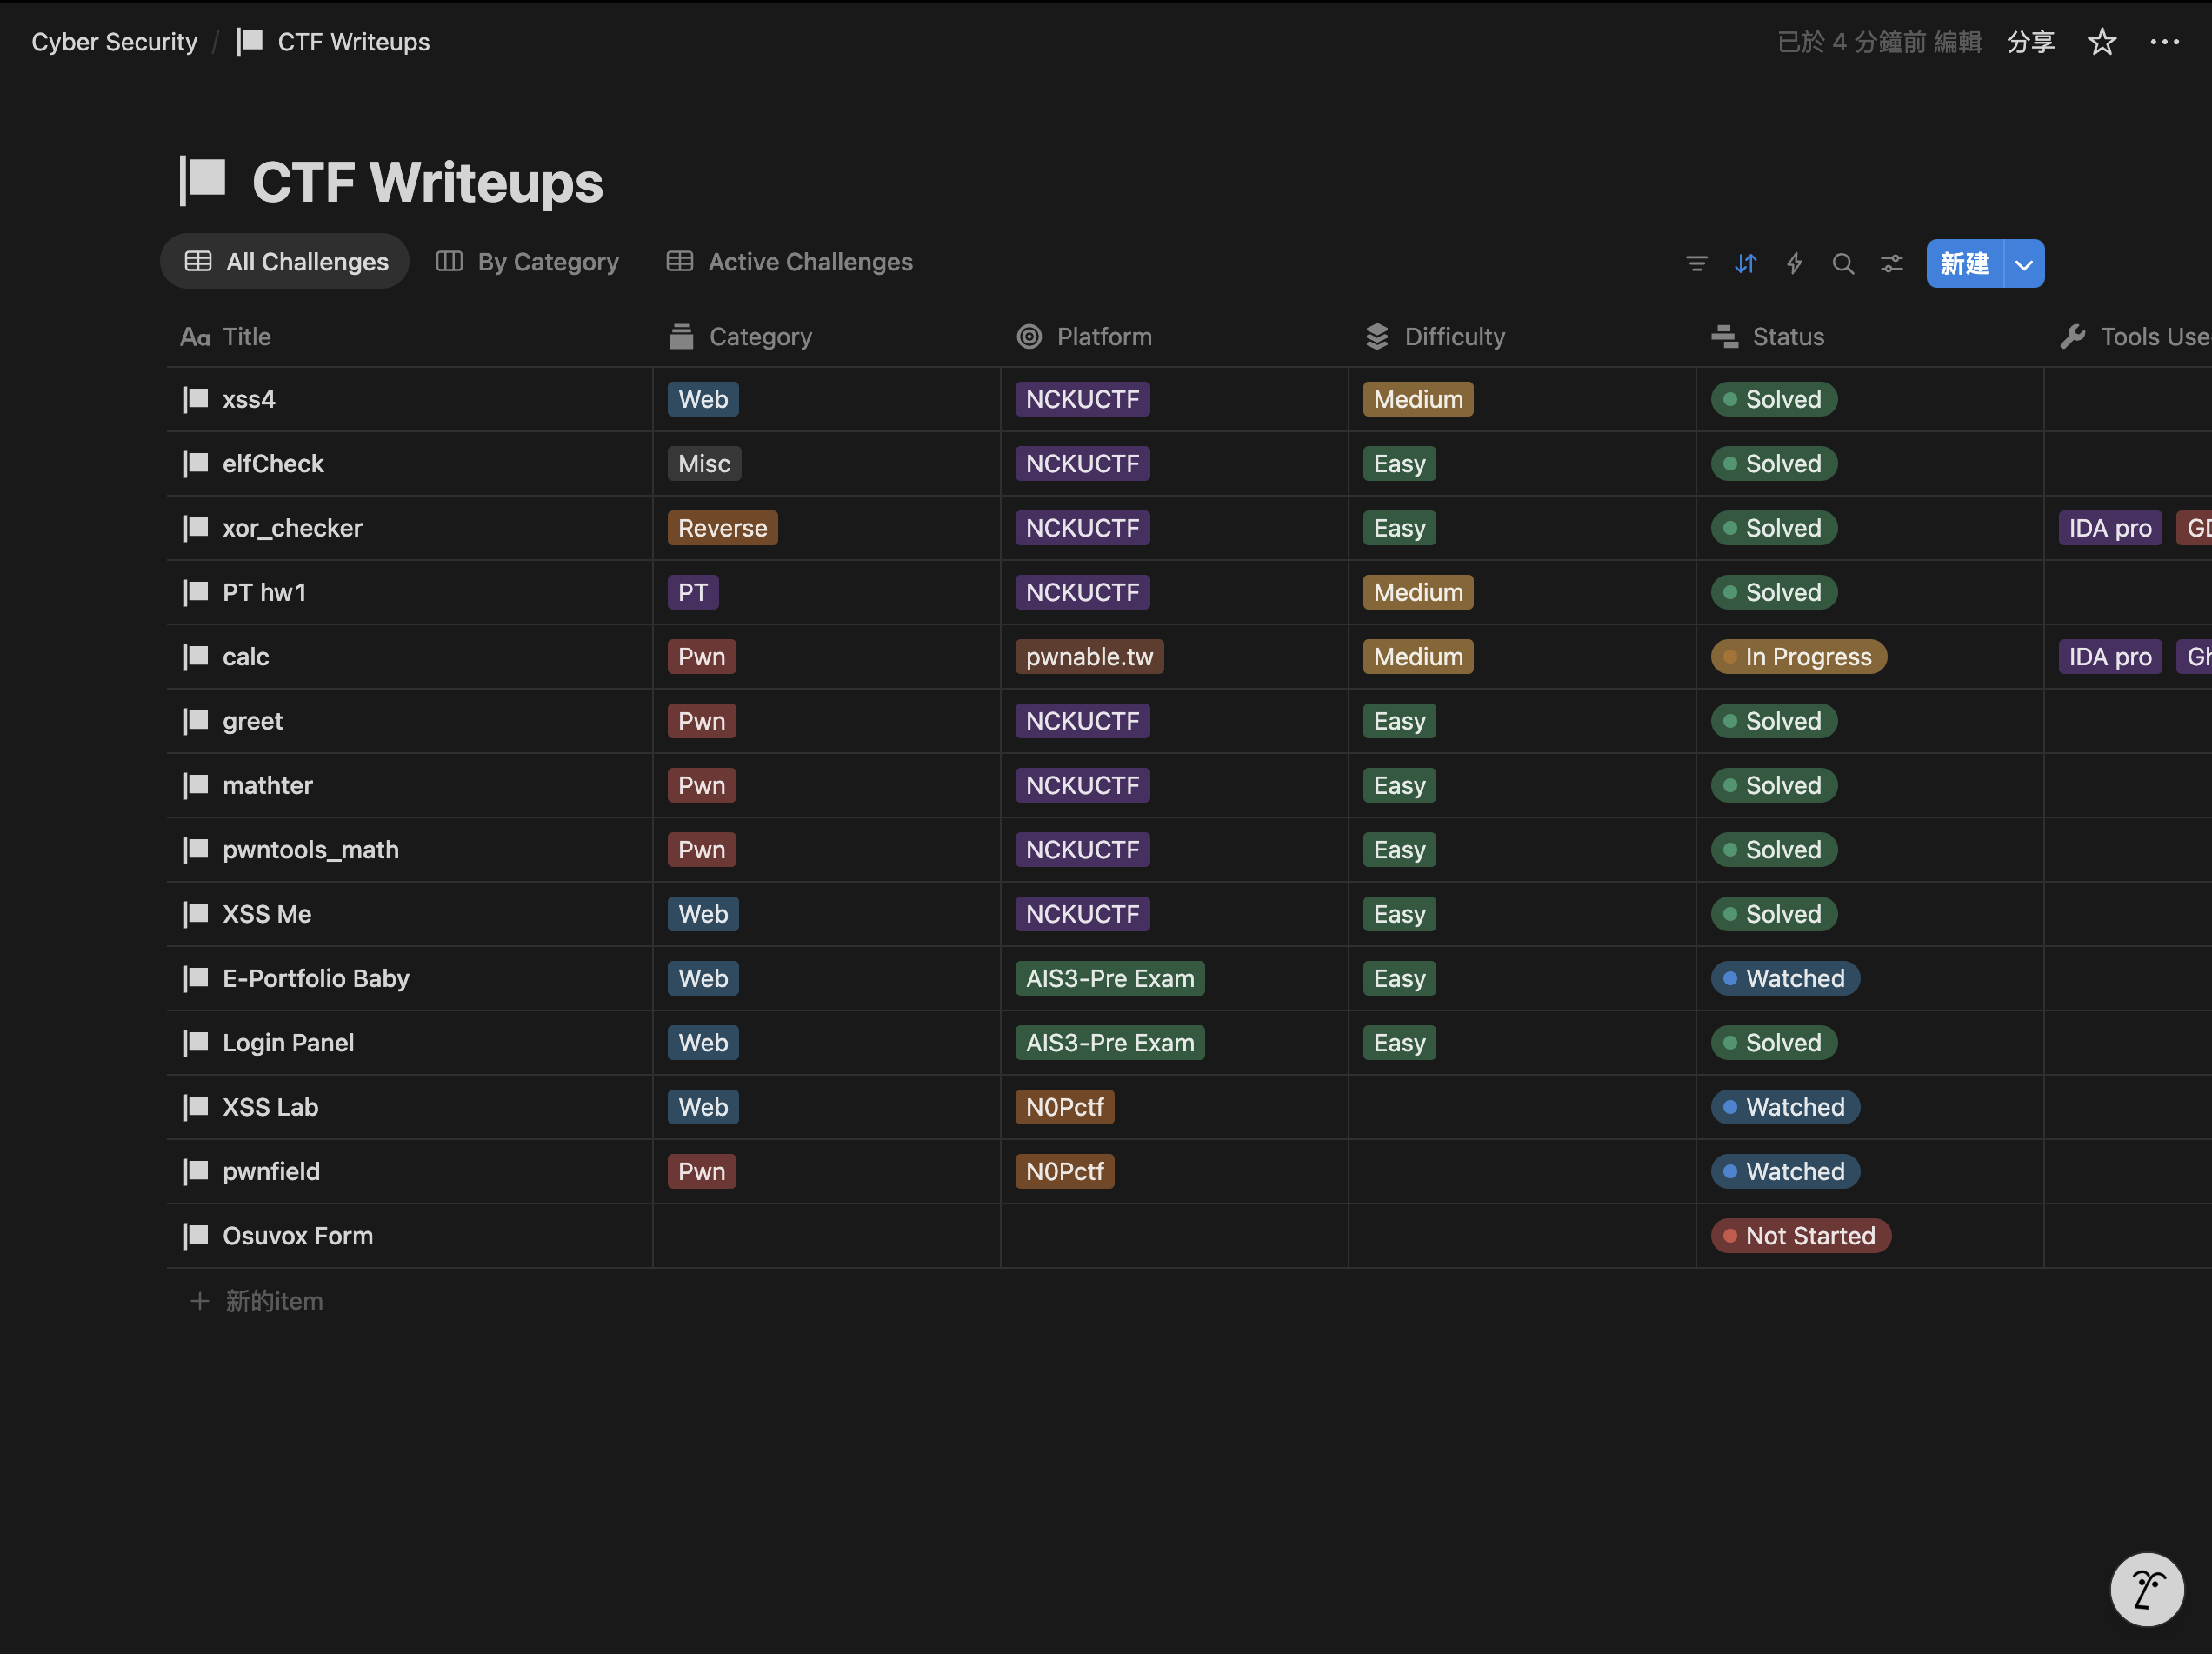 Cyber Security / CTF Writeups 已於 4 分鐘前 編輯 分享
CTF Writeups
All Challenges By Category Active Challenges 新建
Aa Title Category Platform Difficulty Status Tools Use
xss4 Web NCKUCTF Medium Solved
elfCheck Misc NCKUCTF Easy Solved
xor_checker Reverse NCKUCTF Easy Solved IDA pro
PT hw1 PT NCKUCTF Medium Solved
calc Pwn pwnable.tw Medium In Progress IDA pro
greet Pwn NCKUCTF Easy Solved
mathter Pwn NCKUCTF Easy Solved
pwntools_math Pwn NCKUCTF Easy Solved
XSS Me Web NCKUCTF Easy Solved
E-Portfolio Baby Web AIS3-Pre Exam Easy Watched
Login Panel Web AIS3-Pre Exam Easy Solved
XSS Lab Web N0Pctf Watched
pwnfield Pwn N0Pctf Watched
Osuvox Form Not Started
+ 新的item